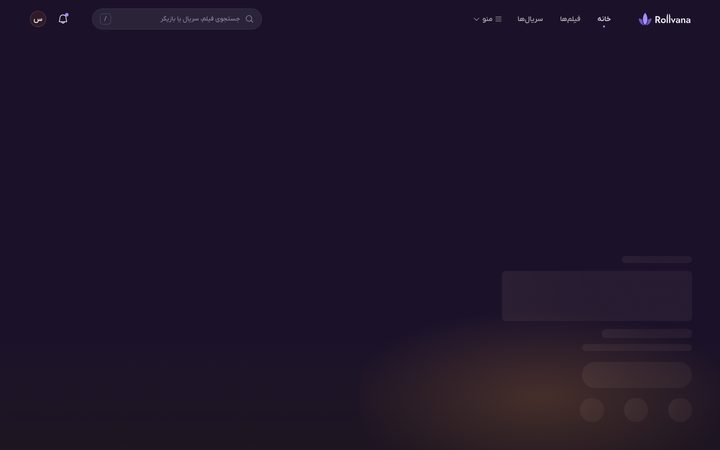 Rollvana
خانه
فیلم‌ها
سریال‌ها
منو
جستجوی فیلم، سریال یا بازیگر
/
س